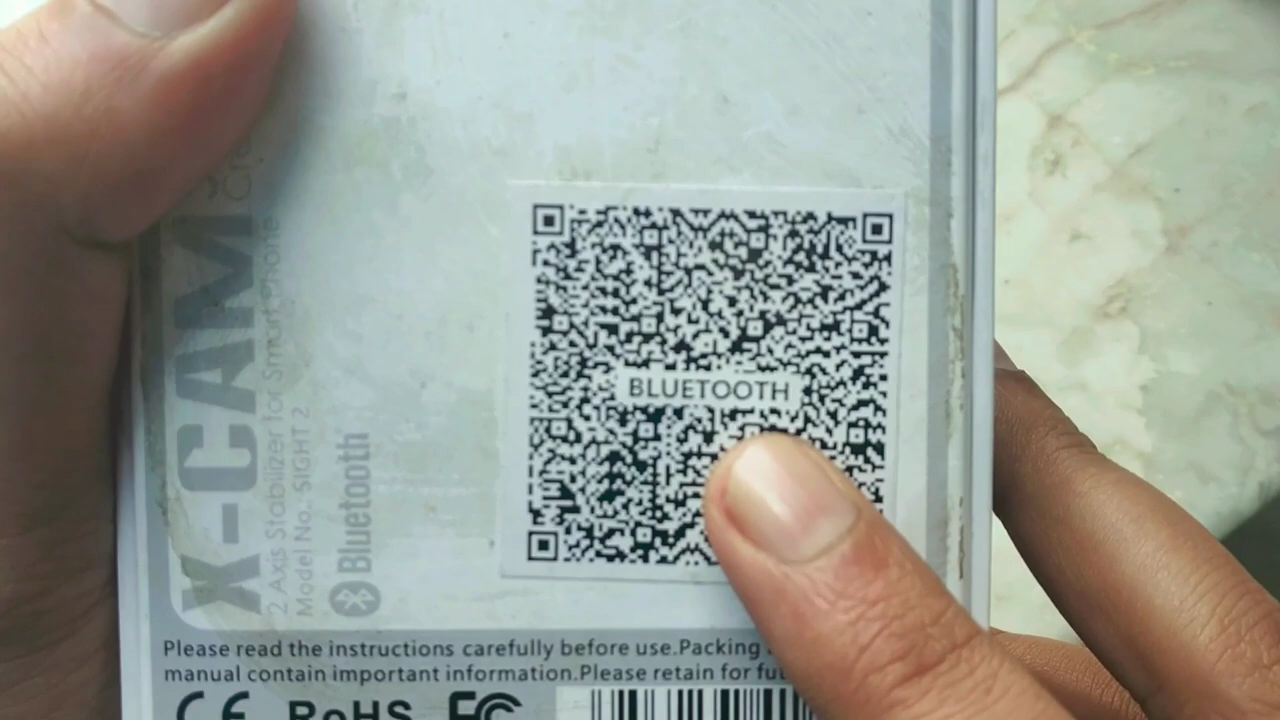 X-CAM
2 Axis Stabilizer for Smart phone
Model No.: SIGHT 2
Bluetooth
BLUETOOTH
Please read the instructions carefully before use.Packing
manual contain important information.Please retain for
CE RoHS FC